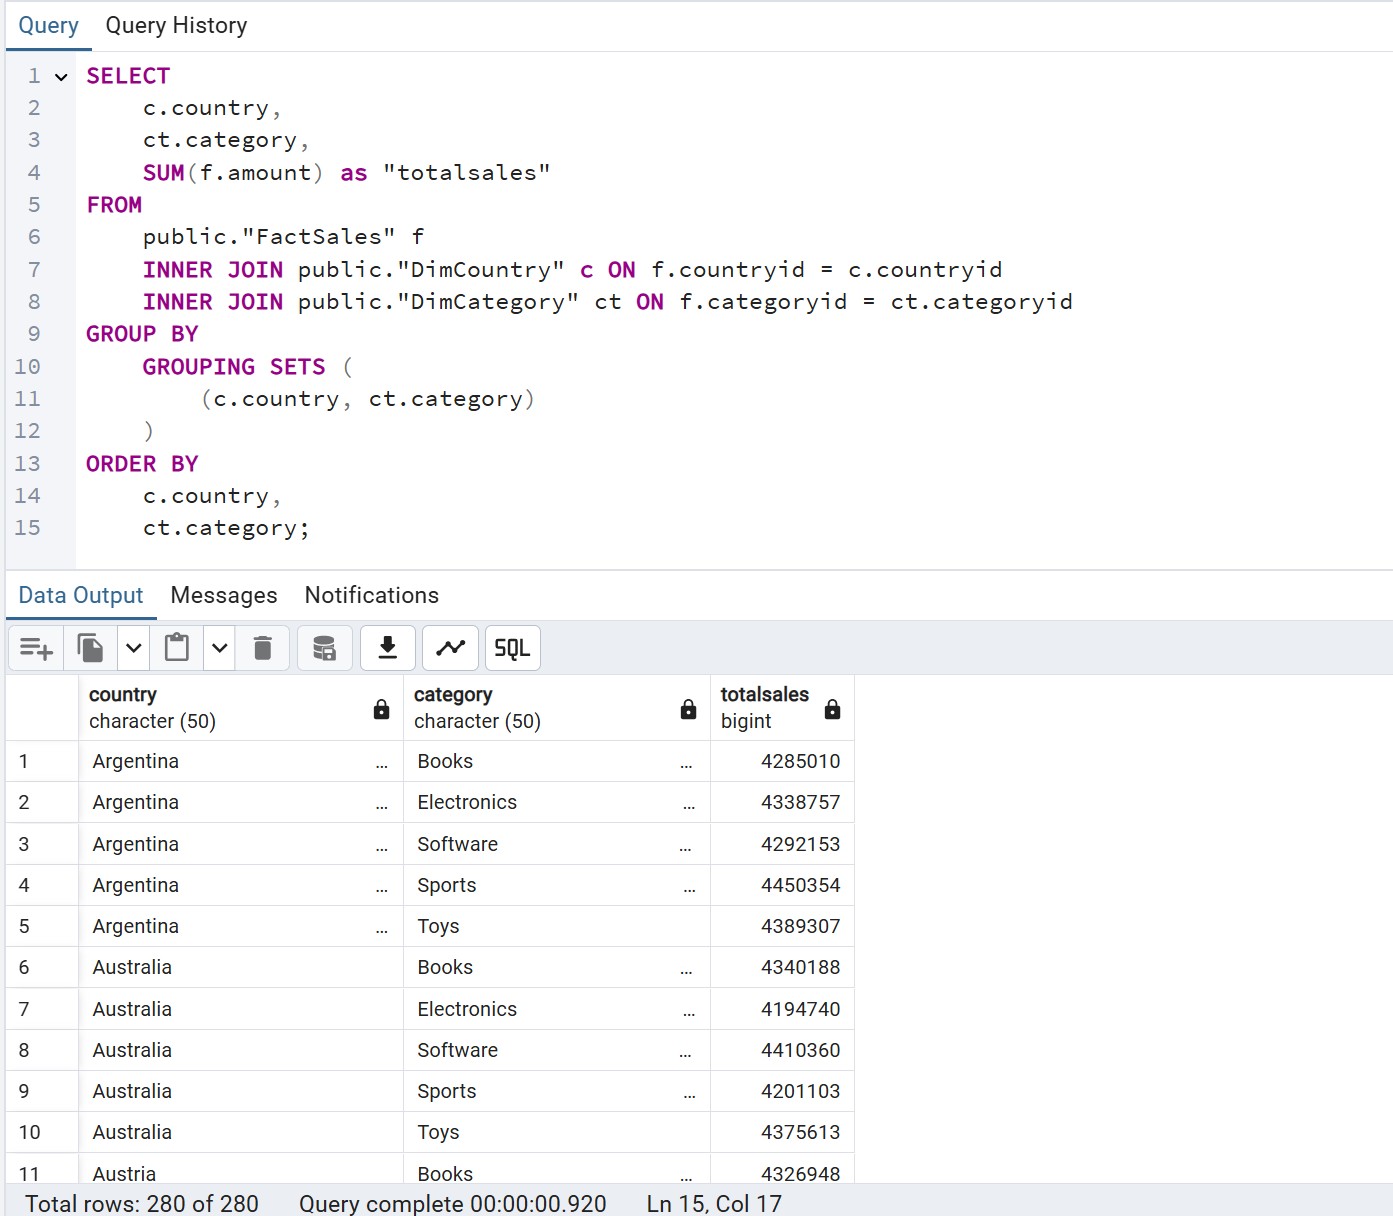 Query Query History
1 SELECT
2 c.country,
3 ct.category,
4 SUM(f.amount) as "totalsales"
5 FROM
6 public."FactSales" f
7 INNER JOIN public."DimCountry" c ON f.countryid = c.countryid
8 INNER JOIN public."DimCategory" ct ON f.categoryid = ct.categoryid
9 GROUP BY
10 GROUPING SETS (
11 (c.country, ct.category)
12 )
13 ORDER BY
14 c.country,
15 ct.category;
Data Output Messages Notifications
SQL
country category totalsales
character (50) character (50) bigint
1 Argentina ... Books ... 4285010
2 Argentina ... Electronics ... 4338757
3 Argentina ... Software ... 4292153
4 Argentina ... Sports ... 4450354
5 Argentina ... Toys 4389307
6 Australia Books ... 4340188
7 Australia Electronics ... 4194740
8 Australia Software ... 4410360
9 Australia Sports ... 4201103
10 Australia Toys 4375613
11 Austria Books ... 4326948
Total rows: 280 of 280 Query complete 00:00:00.920 Ln 15, Col 17